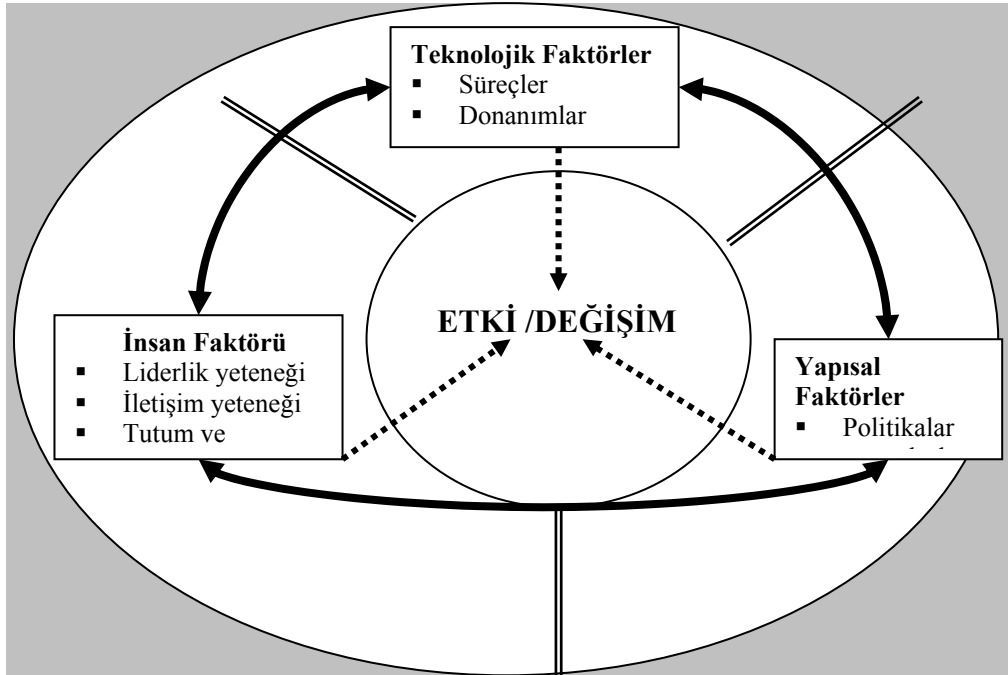 Teknolojik Faktörler
▪ Süreçler
▪ Donanımlar
ETKİ /DEĞİŞİM
İnsan Faktörü
▪ Liderlik yeteneği
▪ İletişim yeteneği
▪ Tutum ve
Yapısal
Faktörler
▪ Politikalar